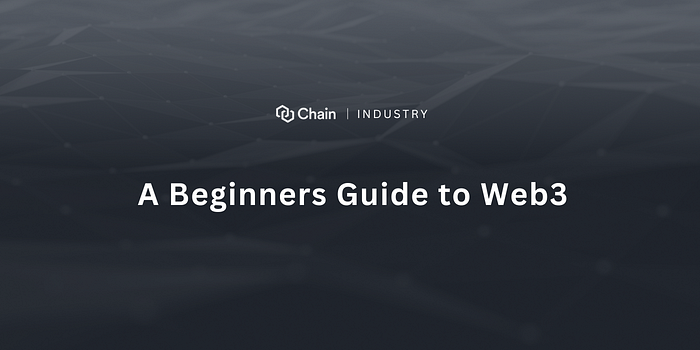 Chain | INDUSTRY
A Beginners Guide to Web3